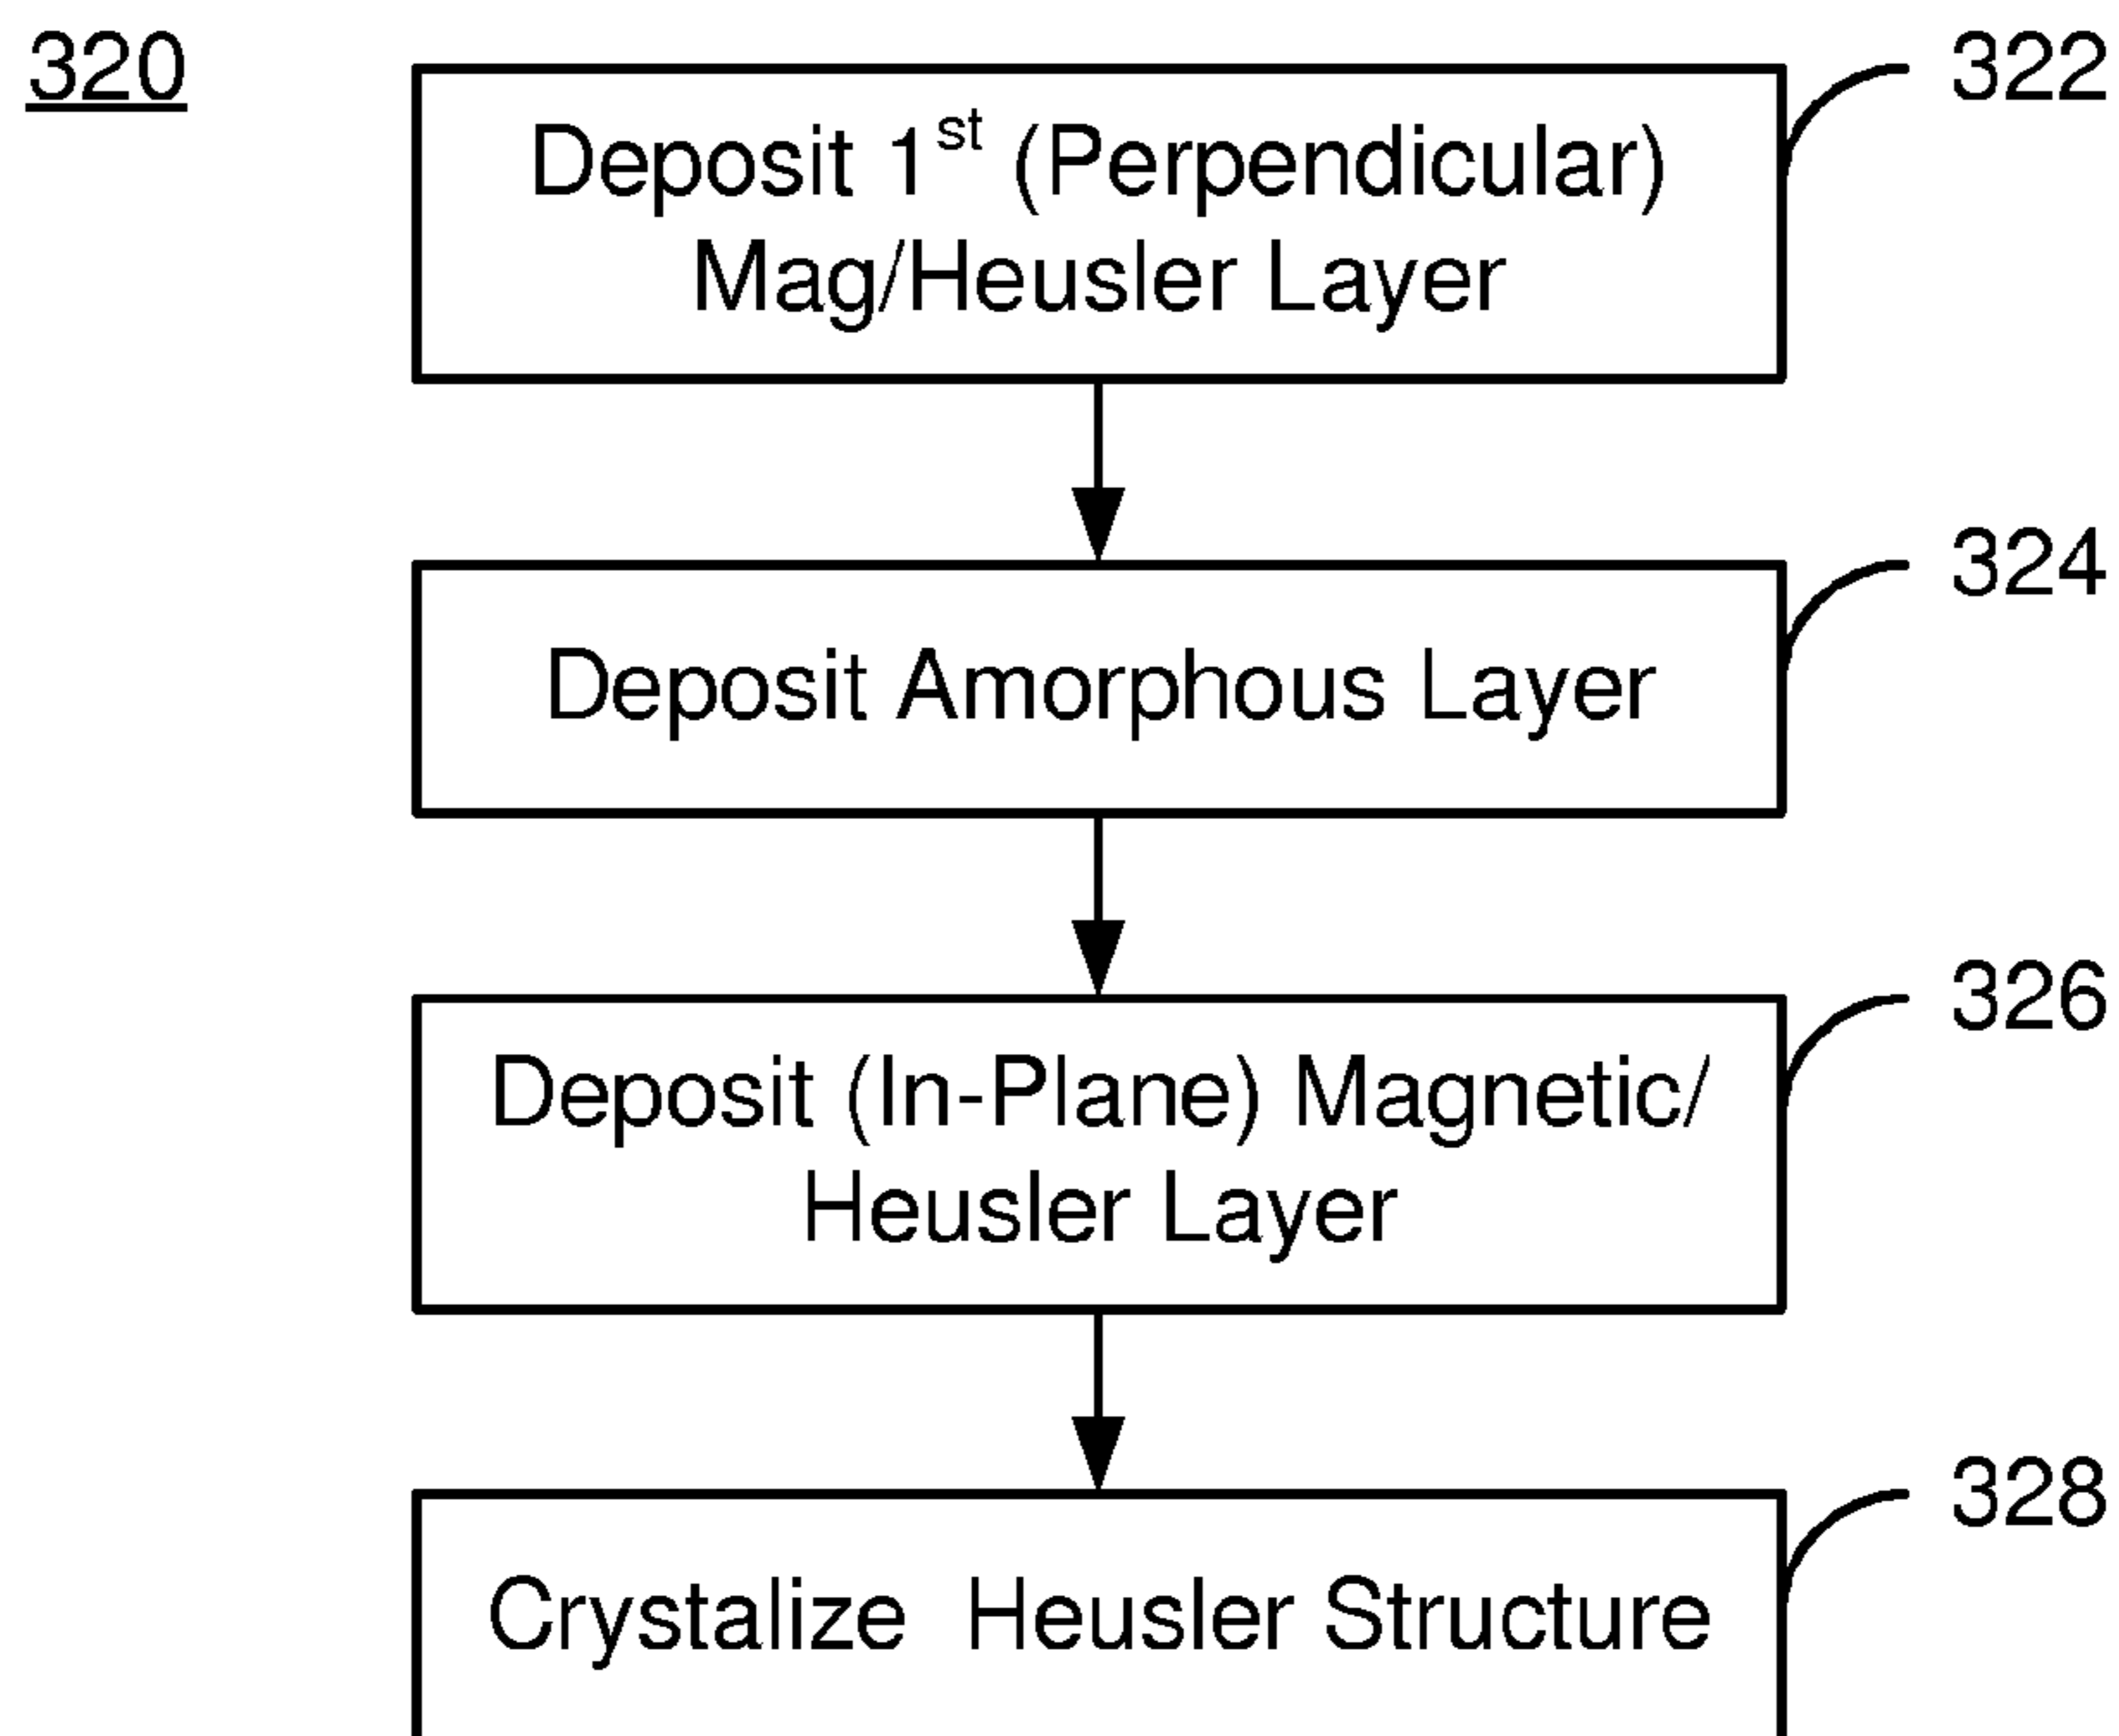 320
322
Deposit 1st (Perpendicular)
Mag/Heusler Layer
324
Deposit Amorphous Layer
326
Deposit (In-Plane) Magnetic/
Heusler Layer
328
Crystalize Heusler Structure